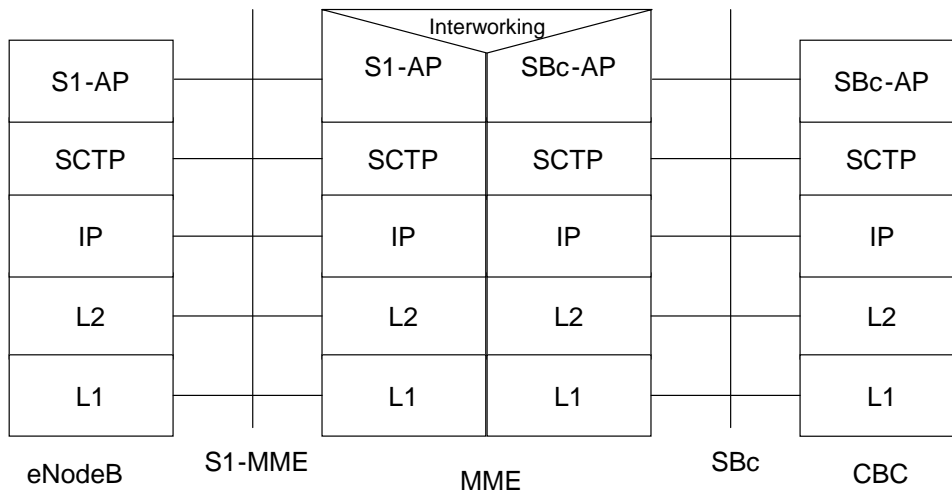 Interworking
S1-AP S1-AP SBc-AP SBc-AP
SCTP SCTP SCTP SCTP
IP IP IP IP
L2 L2 L2 L2
L1 L1 L1 L1
eNodeB S1-MME MME SBc CBC